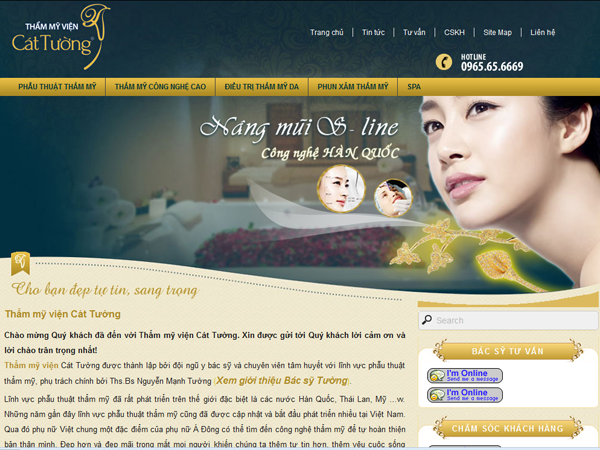 THẨM MỸ VIỆN
Cát Tường
Trang chủ | Tin tức | Tư vấn | CSKH | Site Map | Liên hệ
HOTLINE
0965.65.6669
PHẪU THUẬT THẨM MỸ | THẨM MỸ CÔNG NGHỆ CAO | ĐIỀU TRỊ THẨM MỸ DA | PHUN XĂM THẨM MỸ | SPA
Nâng mũi S - line
Công nghệ HÀN QUỐC
Cho bạn đẹp tự tin, sang trọng
Thẩm mỹ viện Cát Tường
Chào mừng Quý khách đã đến với Thẩm mỹ viện Cát Tường. Xin được gửi tới Quý khách lời cảm ơn và
lời chào trân trọng nhất!
Thẩm mỹ viện Cát Tường được thành lập bởi đội ngũ y bác sỹ và chuyên viên tâm huyết với lĩnh vực phẫu thuật
thẩm mỹ, phụ trách chính bởi Ths.Bs Nguyễn Mạnh Tường (Xem giới thiệu Bác sỹ Tường).
Lĩnh vực phẫu thuật thẩm mỹ đã rất phát triển trên thế giới đặc biệt là các nước Hàn Quốc, Thái Lan, Mỹ …w.
Những năm gần đây lĩnh vực phẫu thuật thẩm mỹ cũng đã được cập nhật và bắt đầu phát triển nhiều tại Việt Nam.
Qua đó phụ nữ Việt chung một đặc điểm của phụ nữ Á Đông có thể tìm đến công nghệ thẩm mỹ để tự hoàn thiện
bản thân mình. Đẹp hơn và đẹp mãi trong mắt mọi người khiến chúng ta thêm tự tin hơn, thêm yêu cuộc sống
Search
BÁC SỸ TƯ VẤN
I'm Online
Send me a message
I'm Online
Send me a message
CHĂM SÓC KHÁCH HÀNG
I'm Online